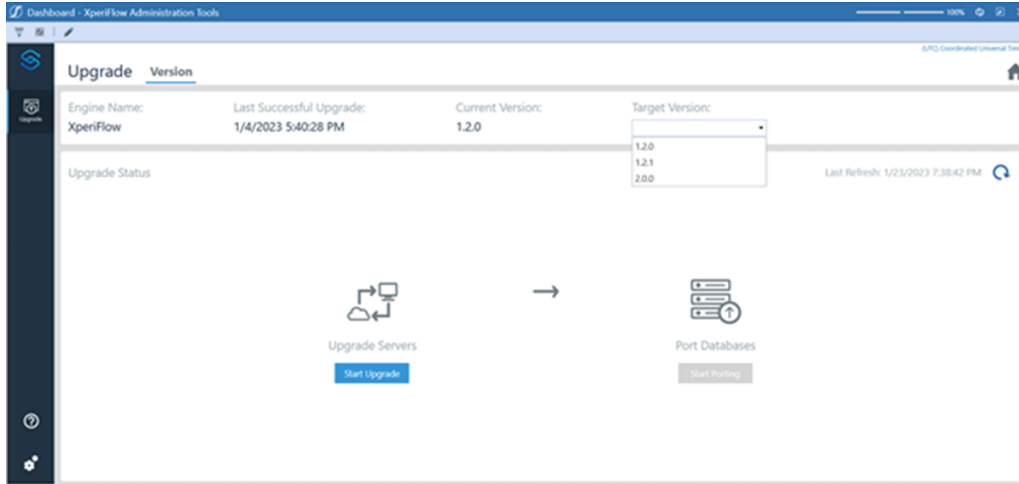 Dashboard - XperiFlow Administration Tools
100%
(UTC) Coordinated Universal Time
Upgrade Version
Upgrade
Engine Name: Last Successful Upgrade: Current Version: Target Version:
XperiFlow 1/4/2023 5:40:28 PM 1.2.0
1.2.0
1.2.1
2.0.0
Upgrade Status Last Refresh: 1/23/2023 7:38:42 PM
Upgrade Servers Port Databases
Start Upgrade Start Porting